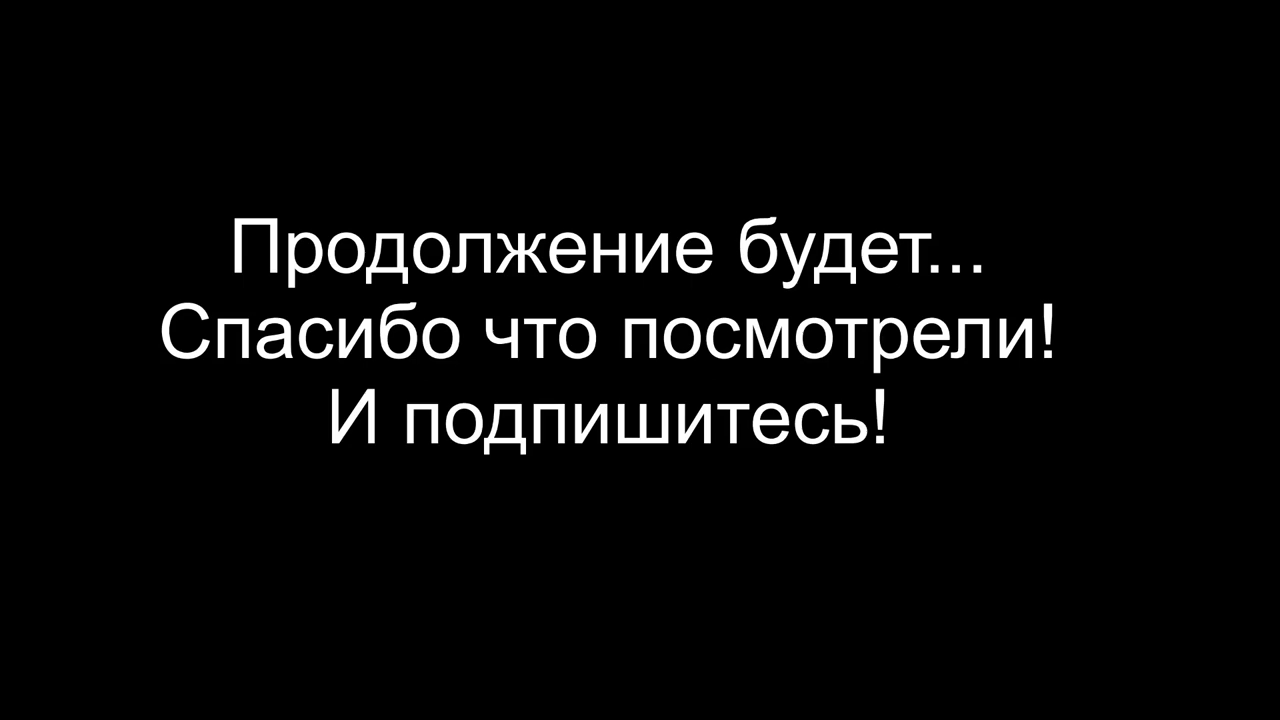 Продолжение будет...
Спасибо что посмотрели!
И подпишитесь!